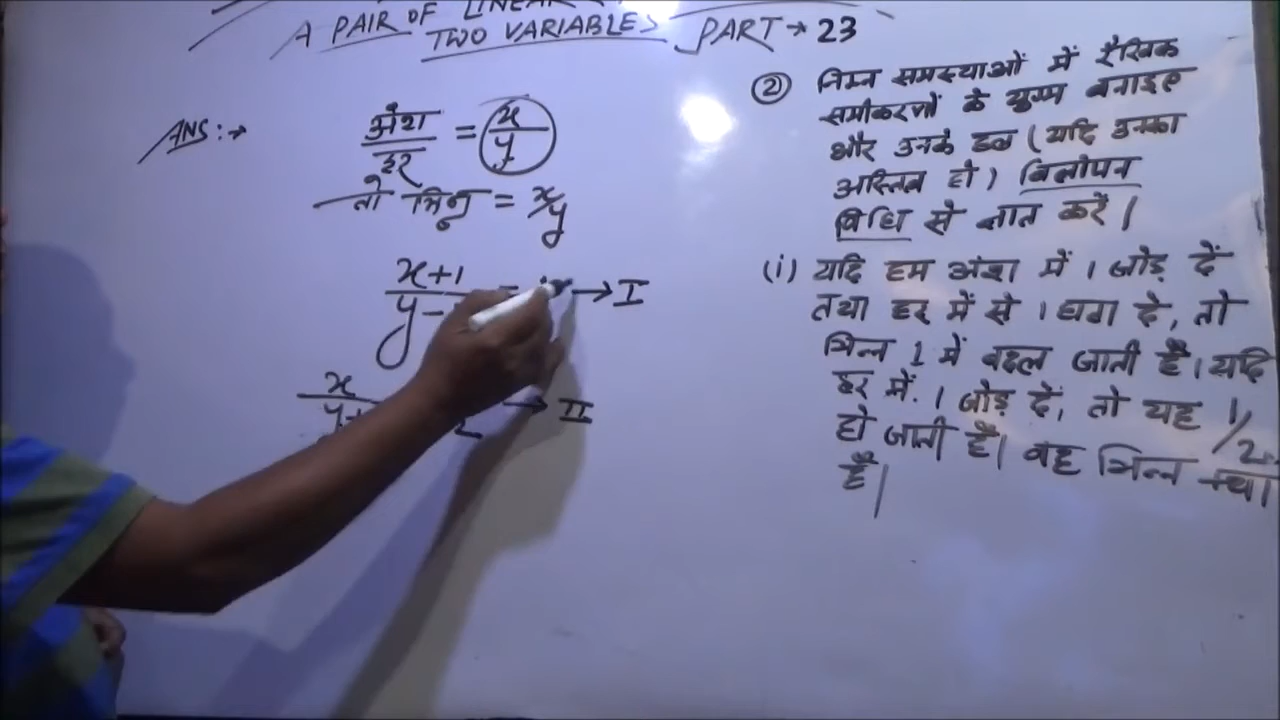 A PAIR OF LINEAR
TWO VARIABLES PART → 23
ANS :→
अंश / हर = x/y
तो भिन्न = x/y
x+1 / y- = → I
x / y+ 2 → II
② निम्न समस्याओं में रैखिक
समीकरणों के युग्म बनाइए
और उनके हल (यदि उनका
अस्तित्व हो) विलोपन
विधि से ज्ञात करें।
(i) यदि हम अंश में 1 जोड़ दें
तथा हर में से 1 घटा दे, तो
भिन्न 1 में बदल जाती है। यदि
हर में. 1 जोड़ दें, तो यह 1/2
हो जाती है। वह भिन्न क्या
है।